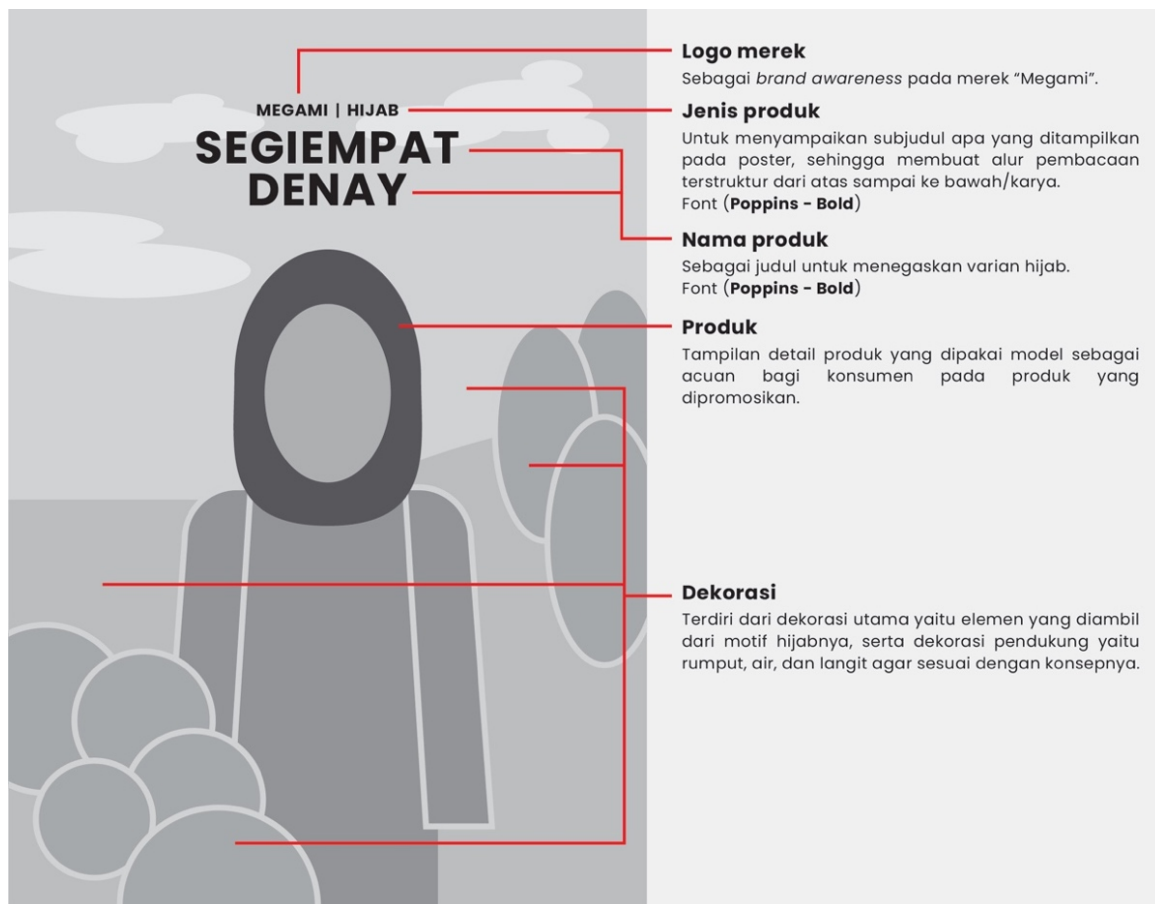 MEGAMI | HIJAB
SEGIEMPAT
DENAY
Logo merek
Sebagai brand awareness pada merek “Megami”.
Jenis produk
Untuk menyampaikan subjudul apa yang ditampilkan
pada poster, sehingga membuat alur pembacaan
terstruktur dari atas sampai ke bawah/karya.
Font (Poppins - Bold)
Nama produk
Sebagai judul untuk menegaskan varian hijab.
Font (Poppins - Bold)
Produk
Tampilan detail produk yang dipakai model sebagai
acuan bagi konsumen pada produk yang
dipromosikan.
Dekorasi
Terdiri dari dekorasi utama yaitu elemen yang diambil
dari motif hijabnya, serta dekorasi pendukung yaitu
rumput, air, dan langit agar sesuai dengan konsepnya.